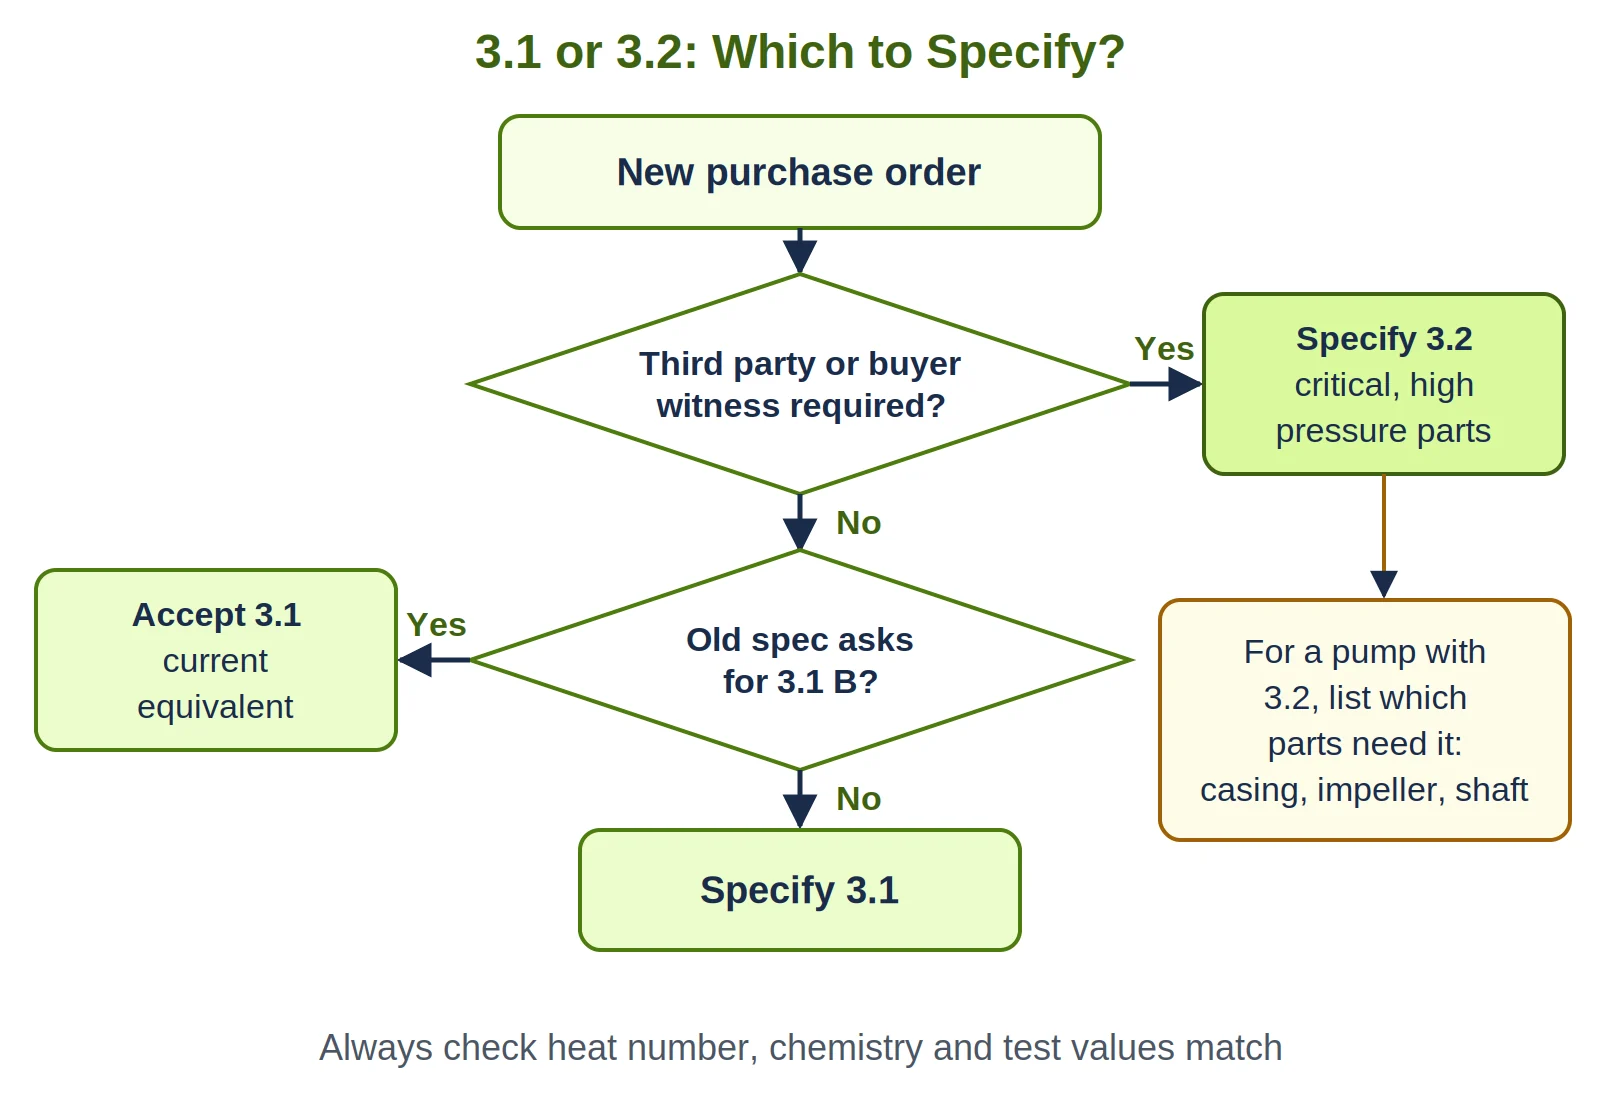 3.1 or 3.2: Which to Specify?
New purchase order
Third party or buyer
witness required?
Yes
Specify 3.2
critical, high
pressure parts
No
Accept 3.1
current
equivalent
Yes
Old spec asks
for 3.1 B?
For a pump with
3.2, list which
parts need it:
casing, impeller, shaft
No
Specify 3.1
Always check heat number, chemistry and test values match